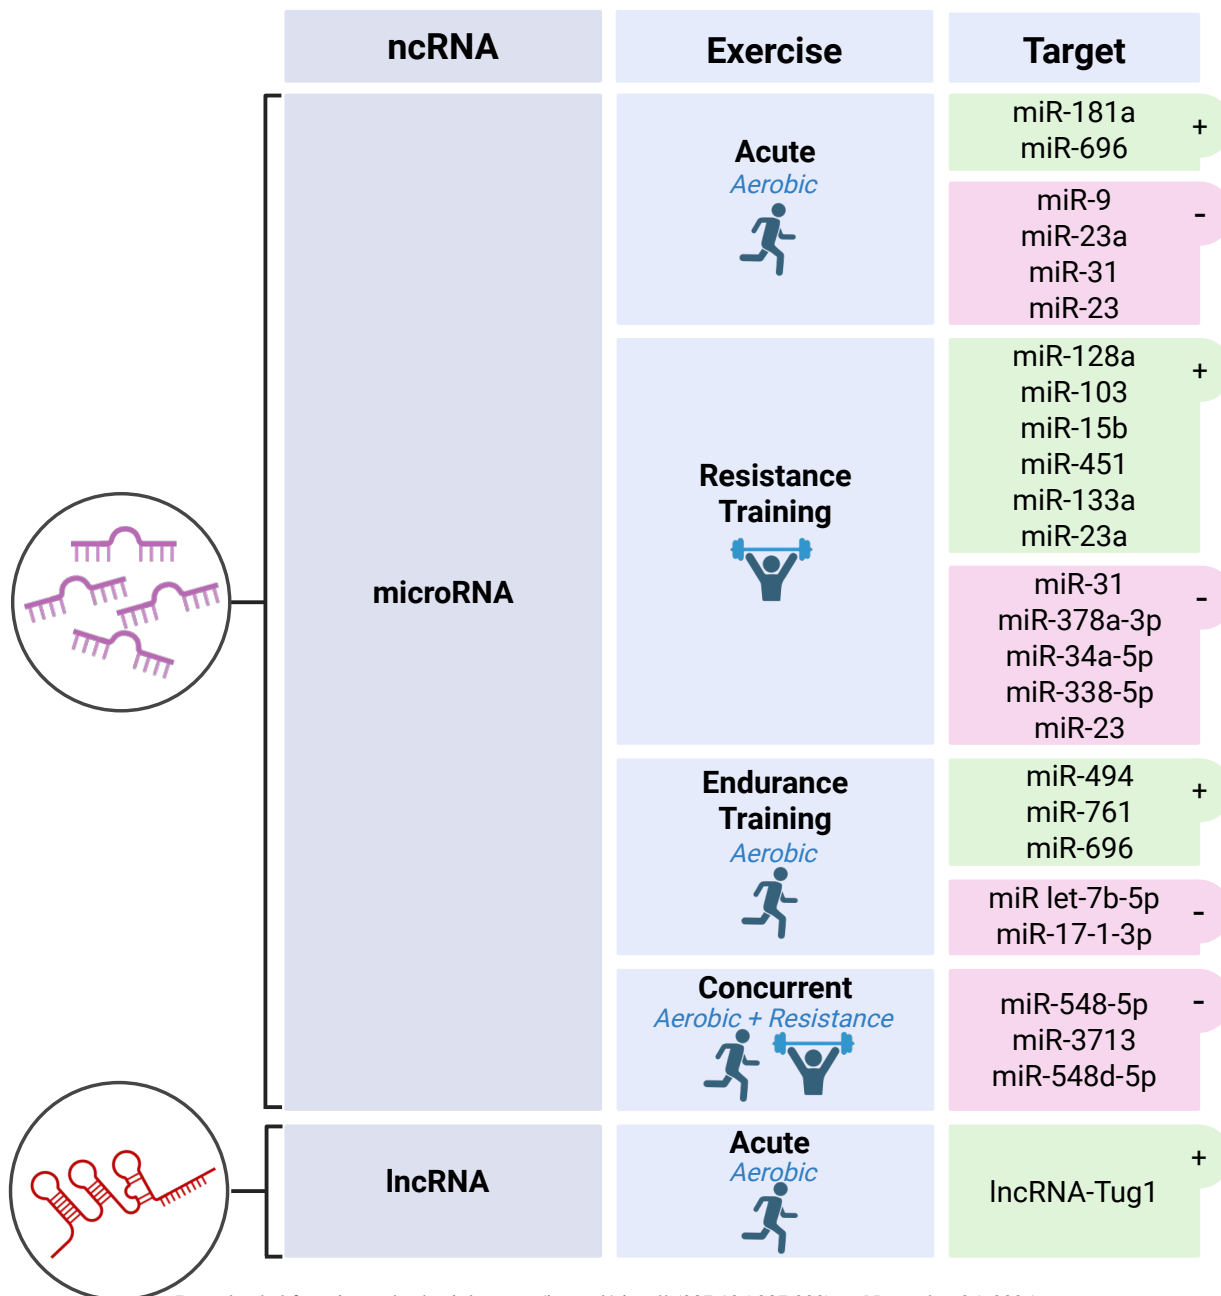 ncRNA
Exercise
Target
microRNA
Acute
Aerobic
miR-181a
miR-696
+
miR-9
miR-23a
miR-31
miR-23
-
Resistance
Training
miR-128a
miR-103
miR-15b
miR-451
miR-133a
miR-23a
+
miR-31
miR-378a-3p
miR-34a-5p
miR-338-5p
miR-23
-
Endurance
Training
Aerobic
miR-494
miR-761
miR-696
+
miR let-7b-5p
miR-17-1-3p
-
Concurrent
Aerobic + Resistance
miR-548-5p
miR-3713
miR-548d-5p
-
lncRNA
Acute
Aerobic
lncRNA-Tug1
+